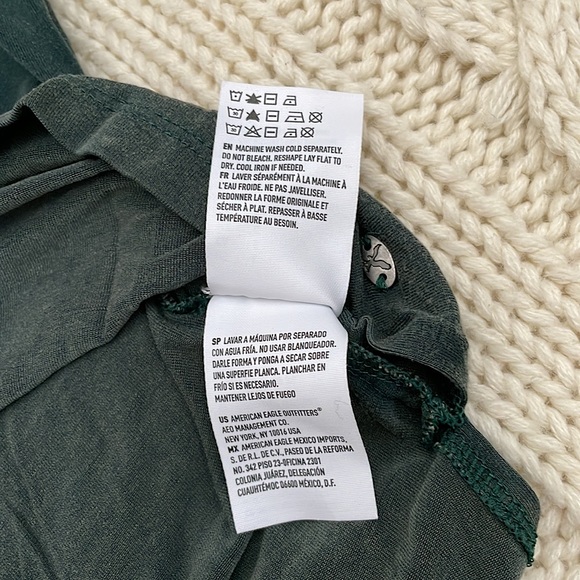 EN MACHINE WASH COLD SEPARATELY.
DO NOT BLEACH. RESHAPE LAY FLAT TO
DRY. COOL IRON IF NEEDED.
FR LAVER SÉPARÉMENT À LA MACHINE À
L'EAU FROIDE. NE PAS JAVELLISER.
REDONNER LA FORME ORIGINALE ET
SÉCHER À PLAT. REPASSER À BASSE
TEMPÉRATURE AU BESOIN.
SP LAVAR A MÁQUINA POR SEPARADO
CON AGUA FRÍA. NO USAR BLANQUEADOR.
DARLE FORMA Y PONGA A SECAR SOBRE
UNA SUPERFIE PLANCA. PLANCHAR EN
FRÍO SI ES NECESARIO.
MANTENER LEJOS DE FUEGO
US AMERICAN EAGLE OUTFITTERS®
AEO MANAGEMENT CO.
NEW YORK, NY 10016 USA
MX AMERICAN EAGLE MEXICO IMPORTS,
S. DE R.L. DE C.V., PASEO DE LA REFORMA
NO. 342 PISO 23-OFICINA 2301
COLONIA JUÁREZ, DELEGACIÓN
CUAUHTÉMOC 06600 MÉXICO, D.F.